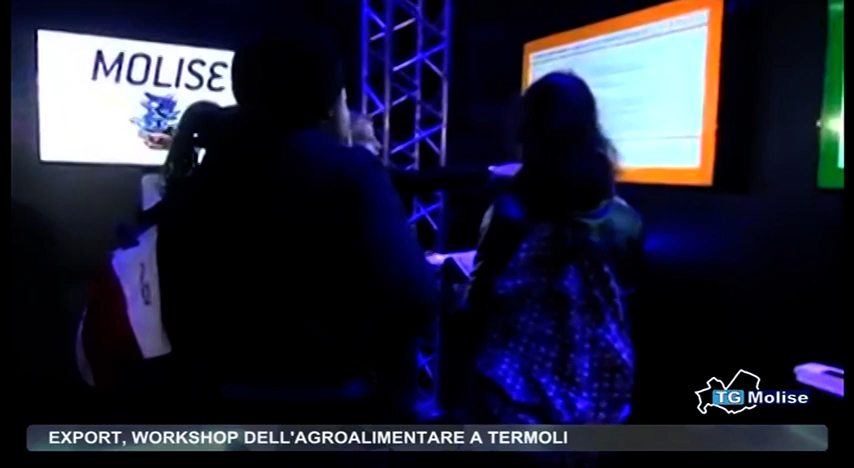 MOLISE
TG Molise
EXPORT, WORKSHOP DELL'AGROALIMENTARE A TERMOLI